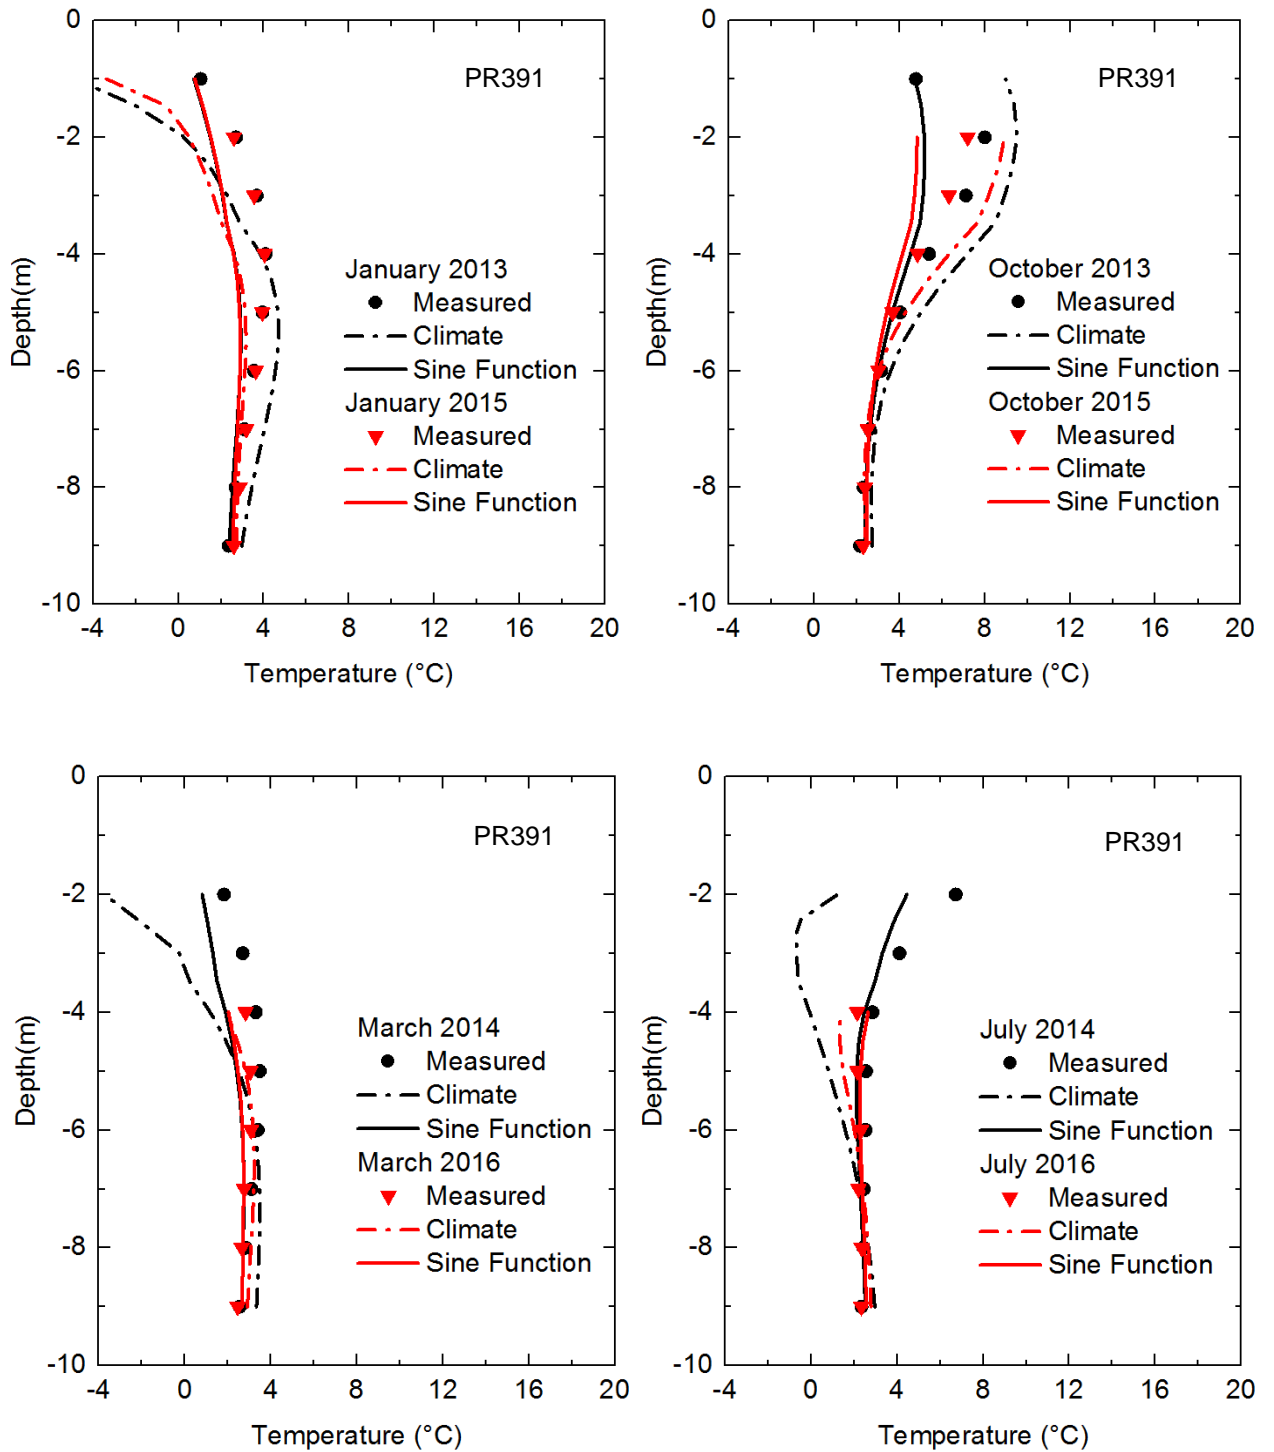 0
-2
-4
-6
-8
-10
-4
0
4
8
12
16
20
Depth(m)
Temperature (°C)
PR391
January 2013
Measured
Climate
Sine Function
January 2015
Measured
Climate
Sine Function
0
-2
-4
-6
-8
-10
-4
0
4
8
12
16
20
Depth(m)
Temperature (°C)
PR391
October 2013
Measured
Climate
Sine Function
October 2015
Measured
Climate
Sine Function
0
-2
-4
-6
-8
-10
-4
0
4
8
12
16
20
Depth(m)
Temperature (°C)
PR391
March 2014
Measured
Climate
Sine Function
March 2016
Measured
Climate
Sine Function
0
-2
-4
-6
-8
-10
-4
0
4
8
12
16
20
Depth(m)
Temperature (°C)
PR391
July 2014
Measured
Climate
Sine Function
July 2016
Measured
Climate
Sine Function